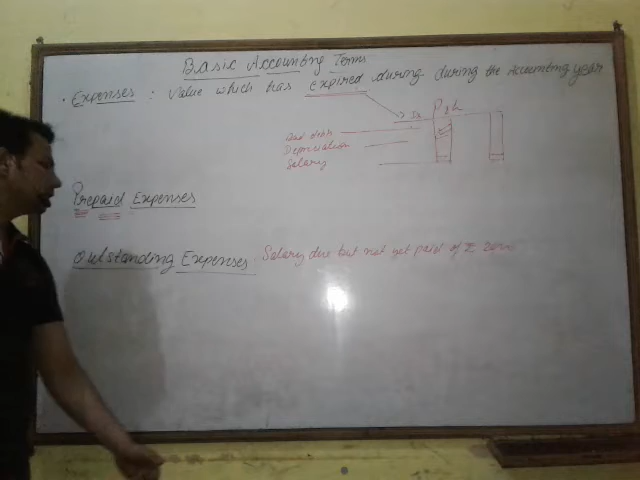 Basic Accounting Terms
· Expenses : Value which has expired during during the Accounting year
Bad debts
Depreciation
Salary
Prepaid Expenses
Outstanding Expenses. Salary due but not yet paid of